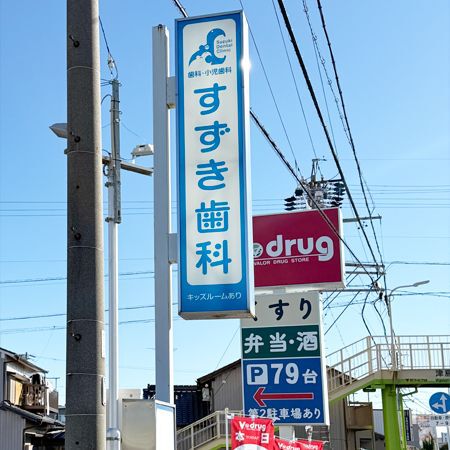 Suzuki
Dental
Clinic
歯科・小児歯科
すずき歯科
キッズルームあり
V・drug
VALOR DRUG STORE
くすり
弁当・酒
P79台
第2駐車場あり
V・drug